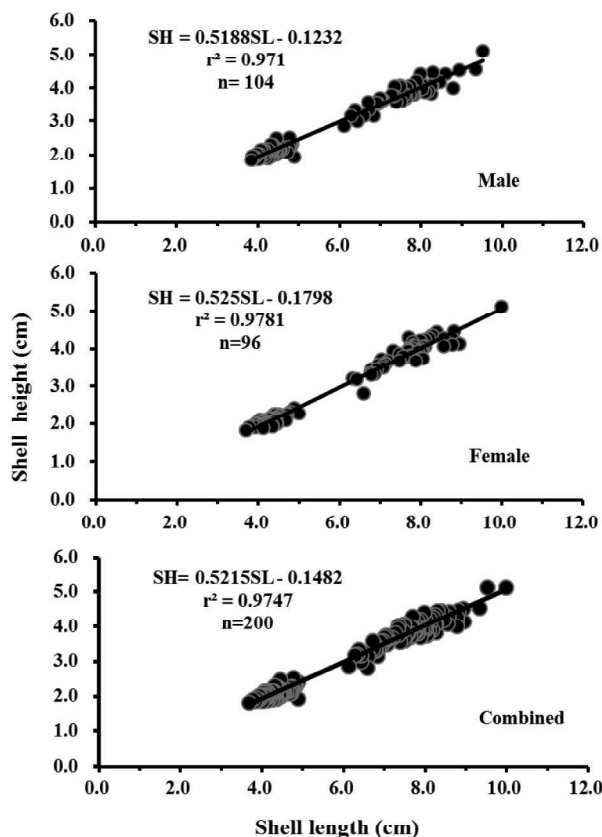 6.0
5.0
4.0
3.0
2.0
1.0
0.0
SH = 0.5188SL - 0.1232
r² = 0.971
n= 104
Male
0.0 2.0 4.0 6.0 8.0 10.0 12.0
6.0
5.0
4.0
3.0
2.0
1.0
0.0
SH = 0.525SL - 0.1798
r² = 0.9781
n=96
Female
0.0 2.0 4.0 6.0 8.0 10.0 12.0
Shell height (cm)
6.0
5.0
4.0
3.0
2.0
1.0
0.0
SH= 0.5215SL - 0.1482
r² = 0.9747
n=200
Combined
0.0 2.0 4.0 6.0 8.0 10.0 12.0
Shell length (cm)